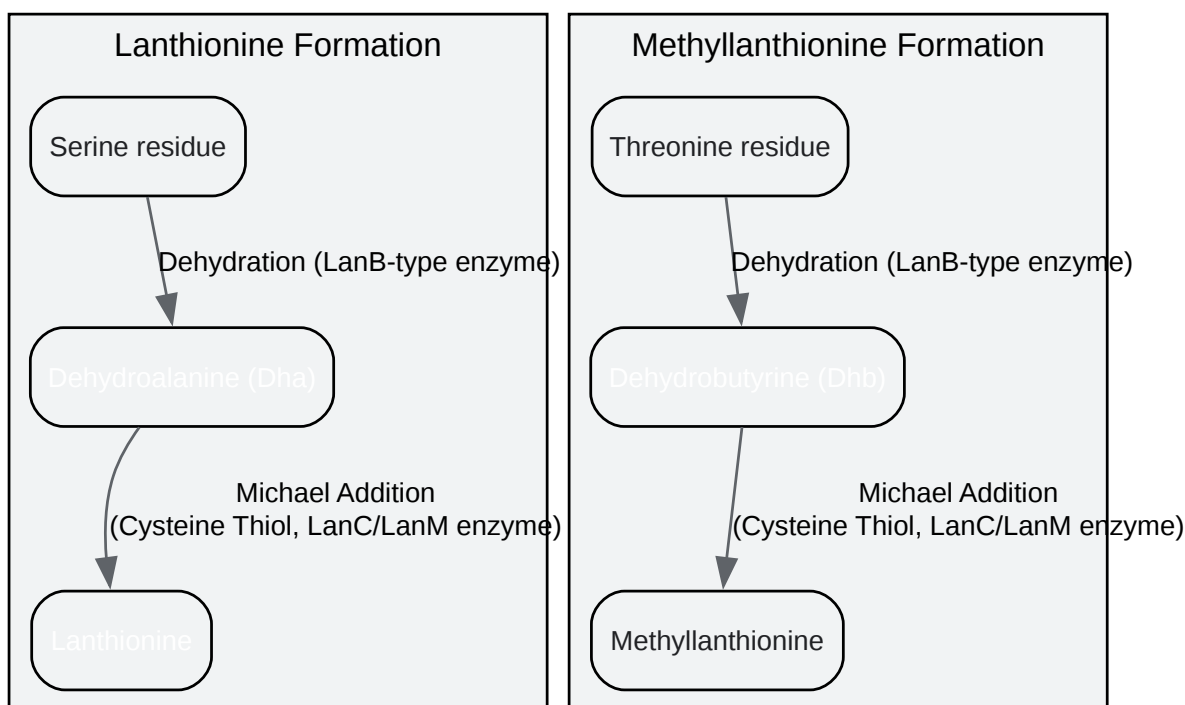 Lanthionine Formation
Serine residue
Dehydration (LanB-type enzyme)
Dehydroalanine (Dha)
Michael Addition
(Cysteine Thiol, LanC/LanM enzyme)
Lanthionine
Methyllanthionine Formation
Threonine residue
Dehydration (LanB-type enzyme)
Dehydrobutyrine (Dhb)
Michael Addition
(Cysteine Thiol, LanC/LanM enzyme)
Methyllanthionine